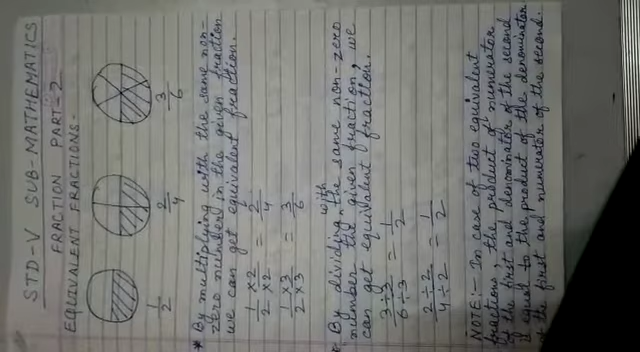 STD-V SUB-MATHEMATICS
FRACTION PART-2
EQUIVALENT FRACTIONS-
1/2 2/4 3/6
* By multiplying with the same non-
zero numbers in the given fraction
we can get equivalent fraction.
1×2/2×2 = 2/4
1×3/2×3 = 3/6
* By dividing with the same non-zero
number the given fraction, we
can get equivalent fraction.
3÷3/6÷3 = 1/2
2÷2/4÷2 = 1/2
NOTE:- In case of two equivalent
fractions, the product of numerator
of the first and denominator of the second
is equal to the product of the denominator
of the first and numerator of the second.